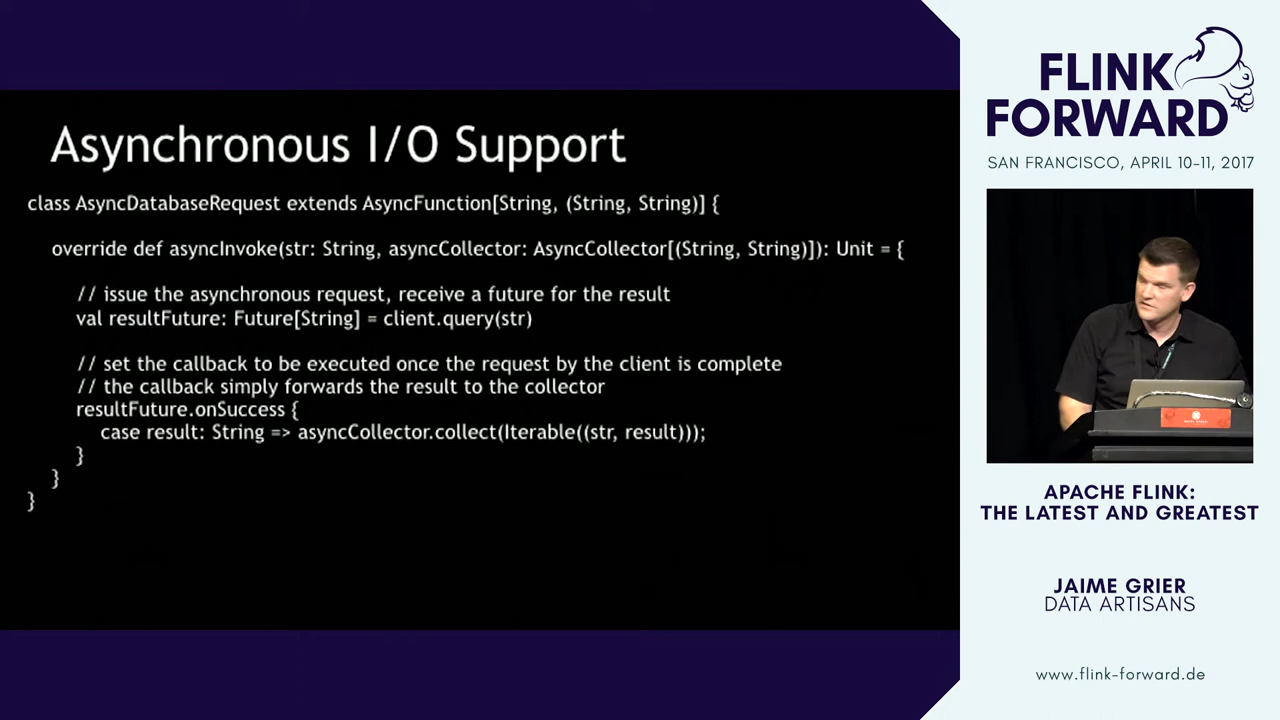 Asynchronous I/O Support
class AsyncDatabaseRequest extends AsyncFunction[String, (String, String)] {
override def asyncInvoke(str: String, asyncCollector: AsyncCollector[(String, String)]): Unit = {
// issue the asynchronous request, receive a future for the result
val resultFuture: Future[String] = client.query(str)
// set the callback to be executed once the request by the client is complete
// the callback simply forwards the result to the collector
resultFuture.onSuccess {
case result: String => asyncCollector.collect(Iterable((str, result)));
}
}
}
FLINK
FORWARD
SAN FRANCISCO, APRIL 10-11, 2017
APACHE FLINK:
THE LATEST AND GREATEST
JAIME GRIER
DATA ARTISANS
www.flink-forward.de